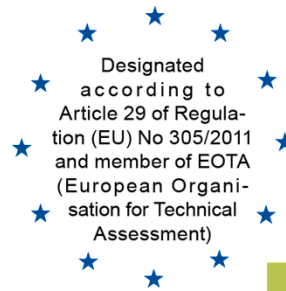 Designated
according to
Article 29 of Regula-
tion (EU) No 305/2011
and member of EOTA
(European Organi-
sation for Technical
Assessment)